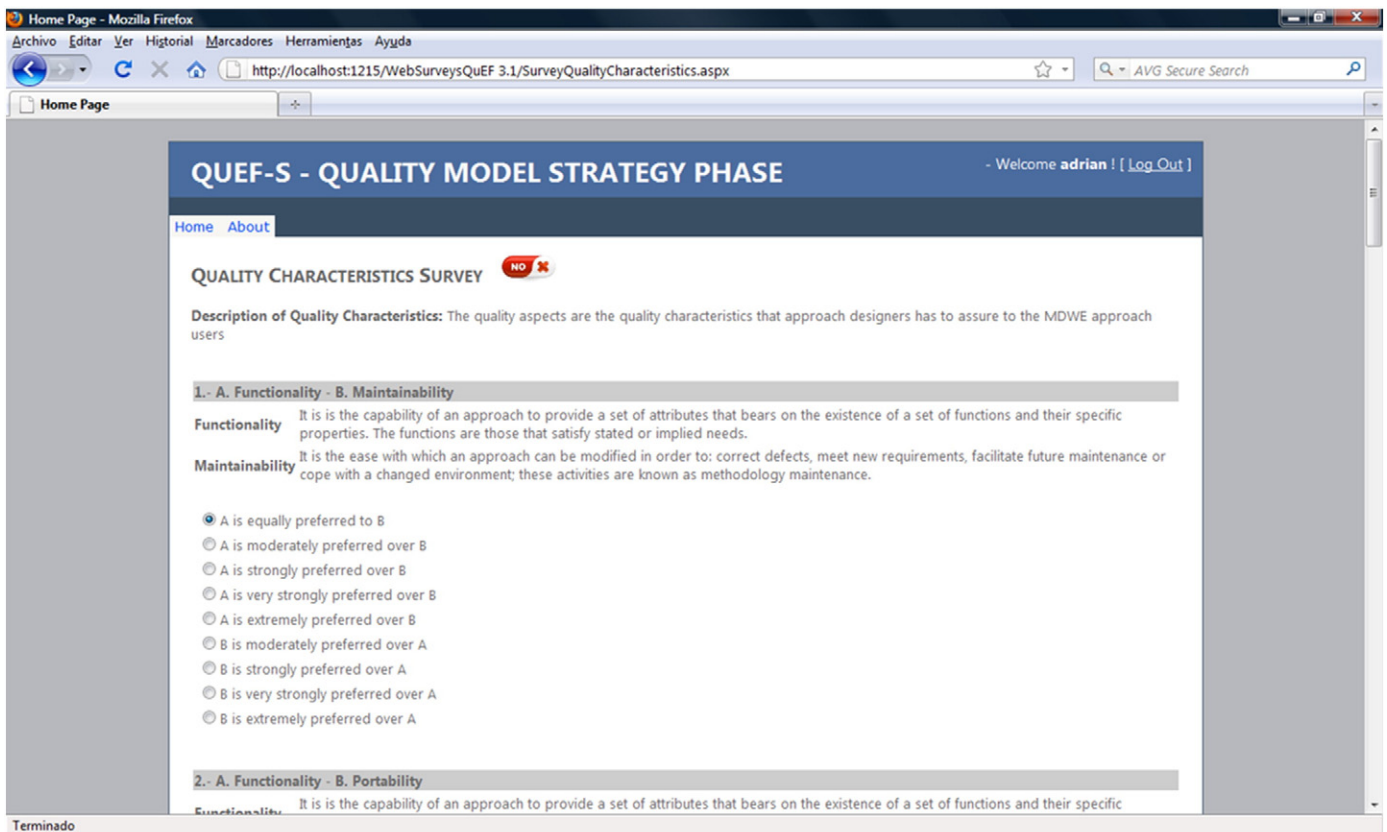 Home Page - Mozilla Firefox
Archivo Editar Ver Historial Marcadores Herramientas Ayuda
http://localhost:1215/WebSurveysQuEF 3.1/SurveyQualityCharacteristics.aspx
AVG Secure Search
Home Page
QUEF-S - QUALITY MODEL STRATEGY PHASE
- Welcome adrian ! [ Log Out ]
Home About
QUALITY CHARACTERISTICS SURVEY
NO
Description of Quality Characteristics: The quality aspects are the quality characteristics that approach designers has to assure to the MDWE approach
users
1.- A. Functionality - B. Maintainability
Functionality It is is the capability of an approach to provide a set of attributes that bears on the existence of a set of functions and their specific
properties. The functions are those that satisfy stated or implied needs.
Maintainability It is the ease with which an approach can be modified in order to: correct defects, meet new requirements, facilitate future maintenance or
cope with a changed environment; these activities are known as methodology maintenance.
A is equally preferred to B
A is moderately preferred over B
A is strongly preferred over B
A is very strongly preferred over B
A is extremely preferred over B
B is moderately preferred over A
B is strongly preferred over A
B is very strongly preferred over A
B is extremely preferred over A
2.- A. Functionality - B. Portability
Functionality It is is the capability of an approach to provide a set of attributes that bears on the existence of a set of functions and their specific
Terminado